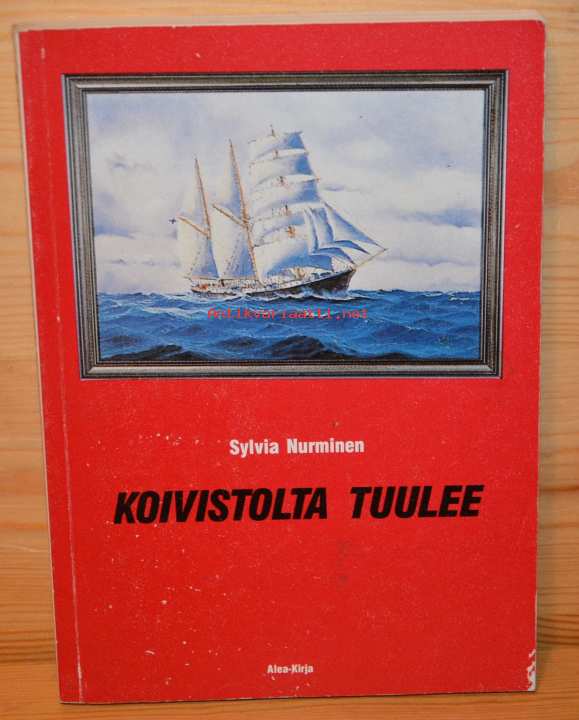 Antikvariaatti.net
Sylvia Nurminen
KOIVISTOLTA TUULEE
Alea-Kirja